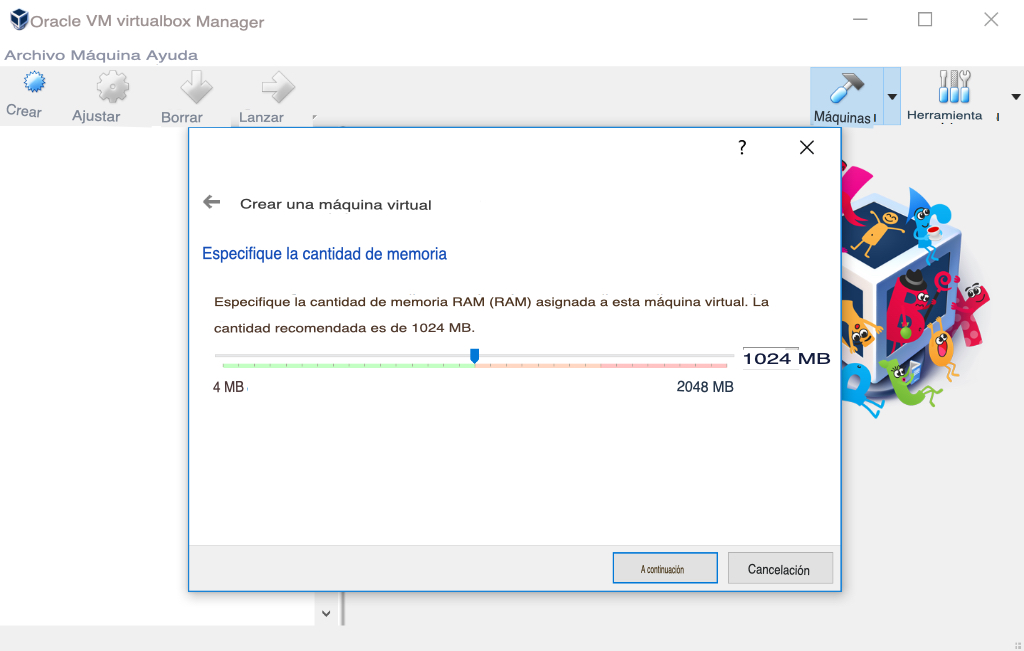 Oracle VM virtualbox Manager
Archivo Máquina Ayuda
Crear Ajustar Borrar Lanzar Máquinas Herramienta
?
Crear una máquina virtual
Especifique la cantidad de memoria
Especifique la cantidad de memoria RAM (RAM) asignada a esta máquina virtual. La
cantidad recomendada es de 1024 MB.
1024 MB
4 MB 2048 MB
A continuación Cancelación